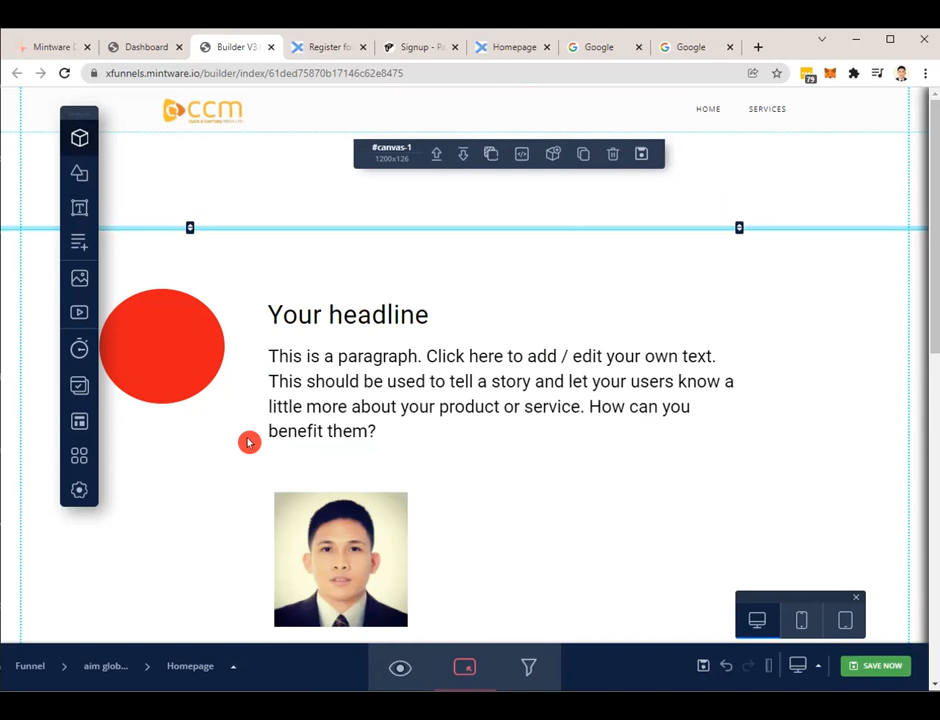 Mintware D
Dashboard
Builder V3
Register fo
Signup - P
Homepage
Google
Google
xfunnels.mintware.io/builder/index/61ded75870b17146c62e8475
79
ccm
HOME
SERVICES
#canvas-1
1200x126
Your headline
This is a paragraph. Click here to add / edit your own text.
This should be used to tell a story and let your users know a
little more about your product or service. How can you
benefit them?
Funnel
aim glob...
Homepage
SAVE NOW